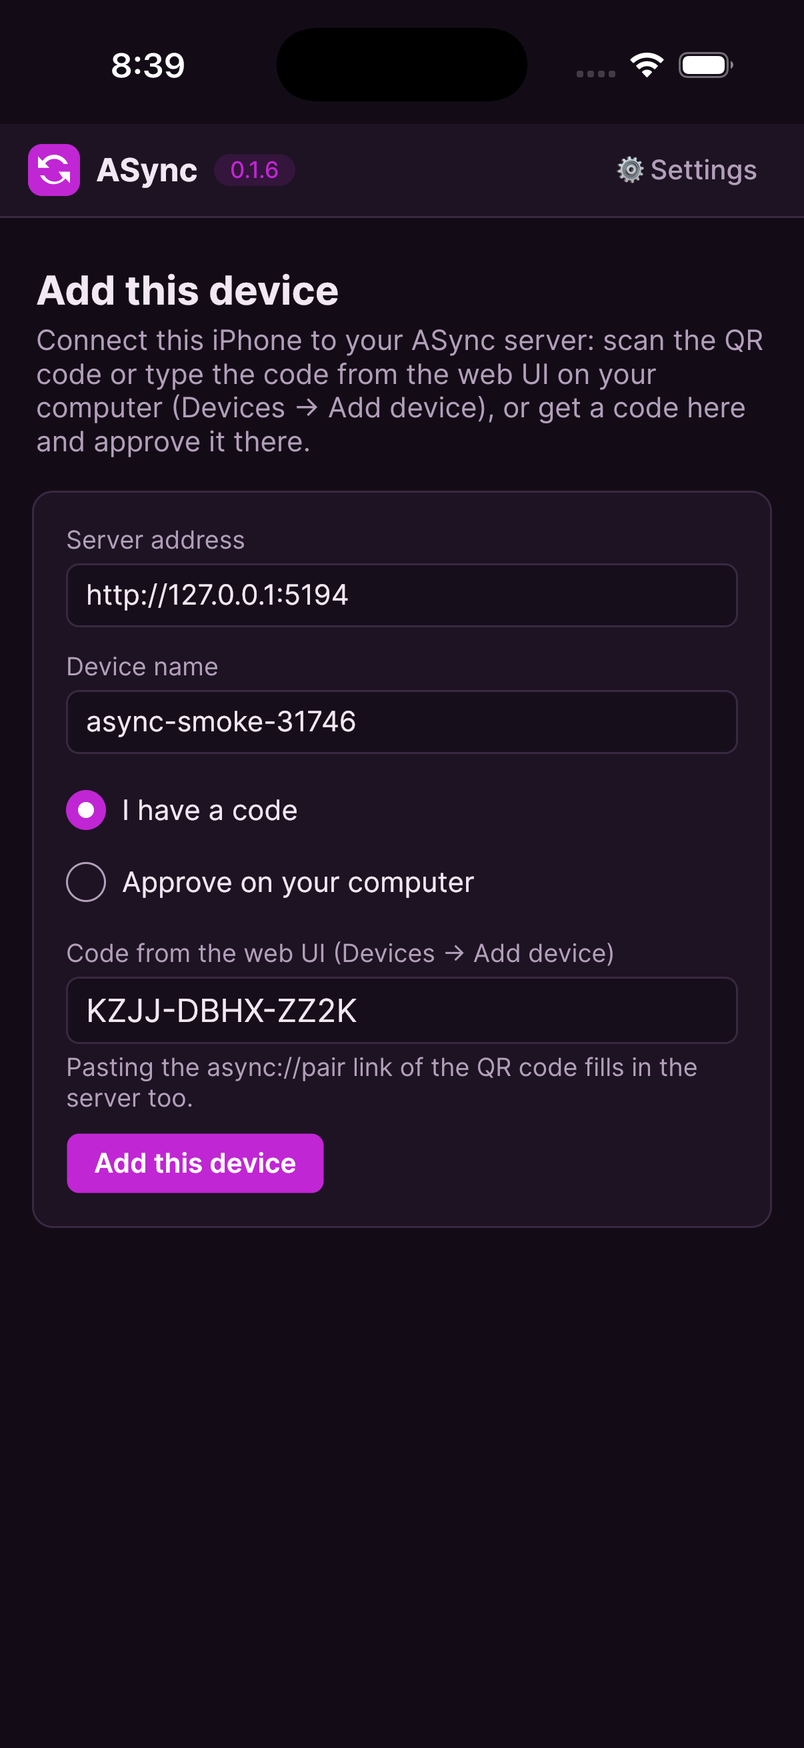 8:39
ASync 0.1.6 Settings
Add this device
Connect this iPhone to your ASync server: scan the QR
code or type the code from the web UI on your
computer (Devices → Add device), or get a code here
and approve it there.
Server address
http://127.0.0.1:5194
Device name
async-smoke-31746
I have a code
Approve on your computer
Code from the web UI (Devices → Add device)
KZJJ-DBHX-ZZ2K
Pasting the async://pair link of the QR code fills in the
server too.
Add this device